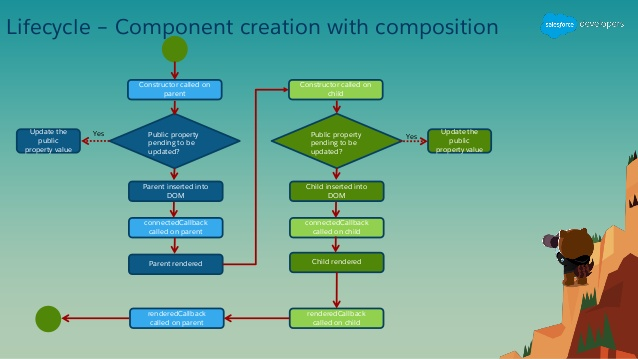 Lifecycle – Component creation with composition
salesforce developers
Constructor called on
parent
Public property
pending to be
updated?
Yes
Update the
public
property value
Parent inserted into
DOM
connectedCallback
called on parent
Parent rendered
Constructor called on
child
Public property
pending to be
updated?
Yes
Update the
public
property value
Child inserted into
DOM
connectedCallback
called on child
Child rendered
renderedCallback
called on child
renderedCallback
called on parent